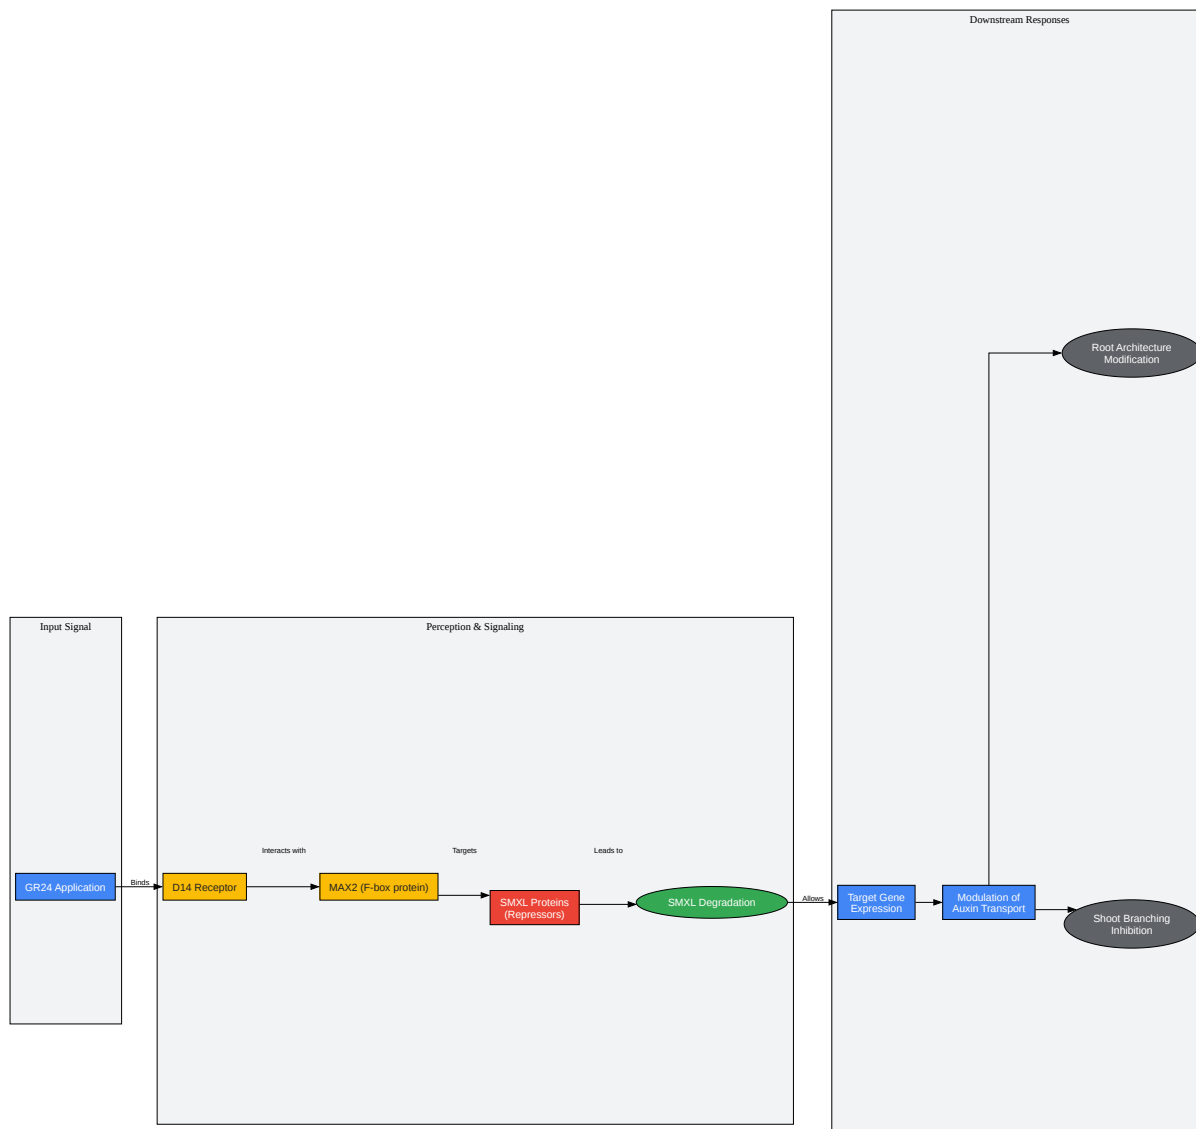 Downstream Responses
Root Architecture
Modification
Input Signal
Perception & Signaling
Interacts with
Targets
Leads to
GR24 Application
Binds
D14 Receptor
MAX2 (F-box protein)
SMXL Proteins
(Repressors)
SMXL Degradation
Allows
Target Gene
Expression
Modulation of
Auxin Transport
Shoot Branching
Inhibition